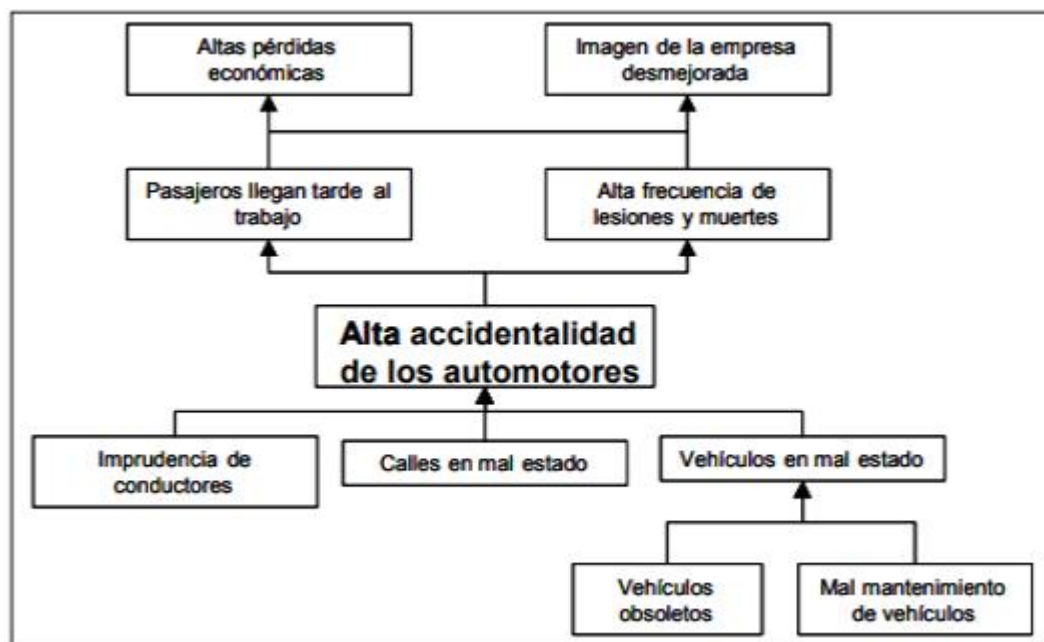 Altas pérdidas
económicas
Imagen de la empresa
desmejorada
Pasajeros llegan tarde al
trabajo
Alta frecuencia de
lesiones y muertes
Alta accidentalidad
de los automotores
Imprudencia de
conductores
Calles en mal estado
Vehículos en mal estado
Vehículos
obsoletos
Mal mantenimiento
de vehículos